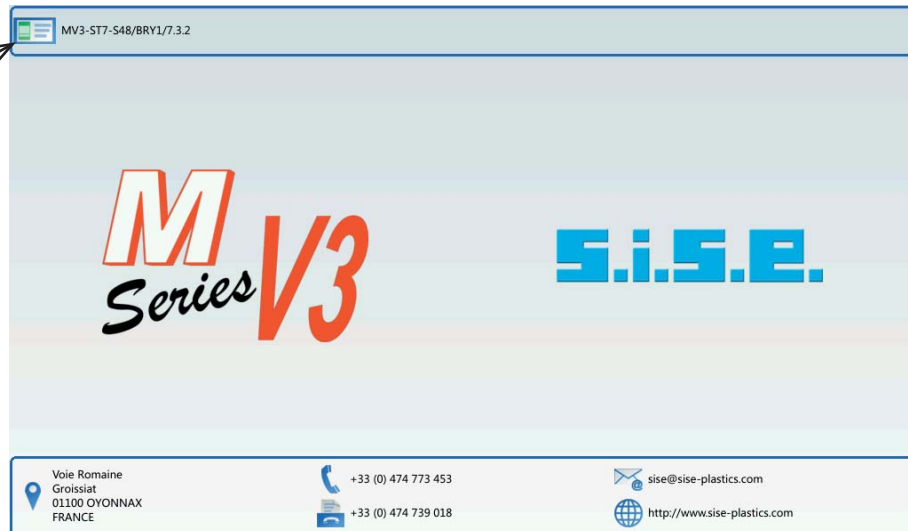 MV3-ST7-S48/BRY1/7.3.2
M
Series V3
s.i.s.e.
Voie Romaine
Groissiat
01100 OYONNAX
FRANCE
+33 (0) 474 773 453
+33 (0) 474 739 018
sise@sise-plastics.com
http://www.sise-plastics.com